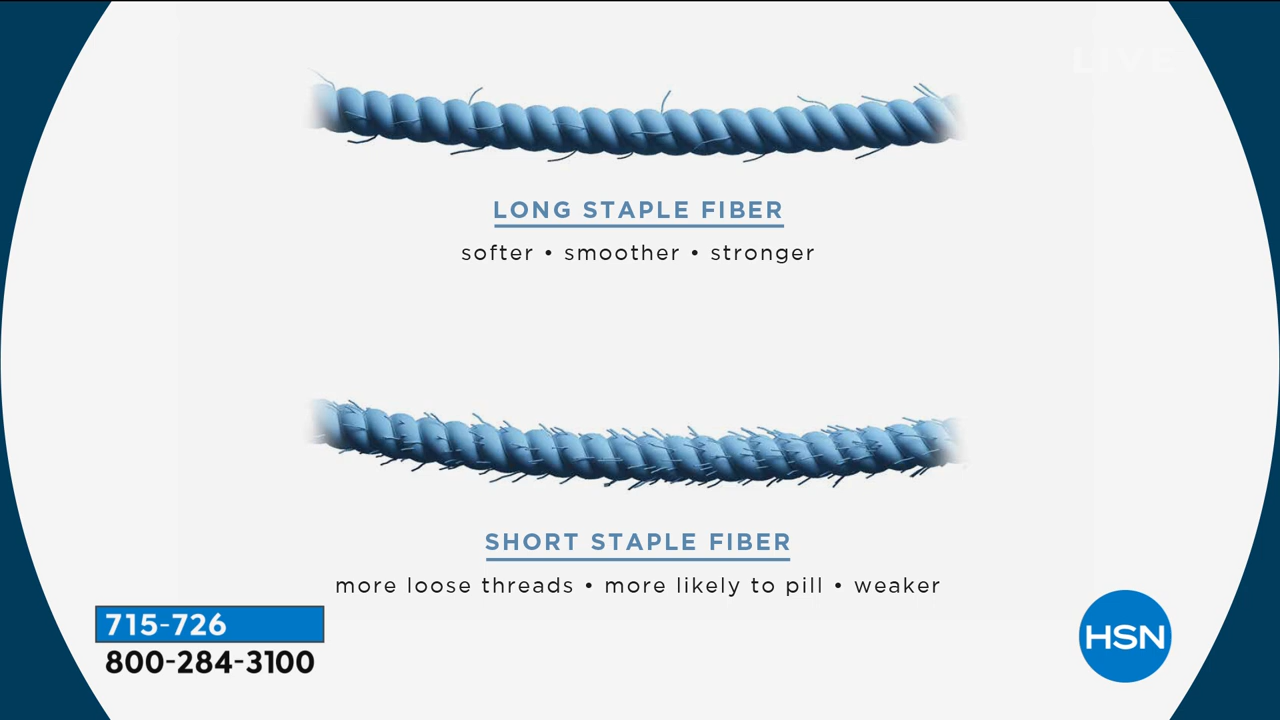 LIVE
LONG STAPLE FIBER
softer • smoother • stronger
SHORT STAPLE FIBER
more loose threads • more likely to pill • weaker
715-726
800-284-3100
HSN